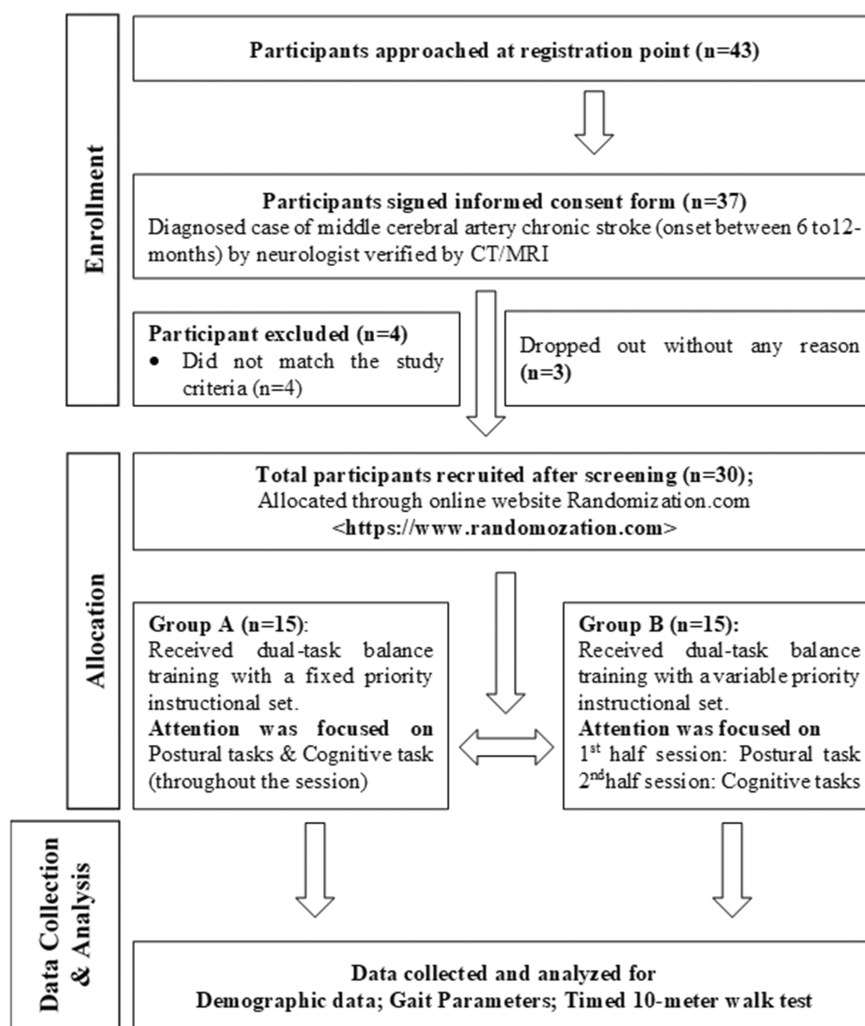 Enrollment
Participants approached at registration point (n=43)
Participants signed informed consent form (n=37)
Diagnosed case of middle cerebral artery chronic stroke (onset between 6 to12-
months) by neurologist verified by CT/MRI
Participant excluded (n=4)
• Did not match the study
criteria (n=4)
Dropped out without any reason
(n=3)
Allocation
Total participants recruited after screening (n=30);
Allocated through online website Randomization.com
<https://www.randomozation.com>
Group A (n=15):
Received dual-task balance
training with a fixed priority
instructional set.
Attention was focused on
Postural tasks & Cognitive task
(throughout the session)
Group B (n=15):
Received dual-task balance
training with a variable priority
instructional set.
Attention was focused on
1st half session: Postural task
2nd half session: Cognitive tasks
Data Collection
& Analysis
Data collected and analyzed for
Demographic data; Gait Parameters; Timed 10-meter walk test